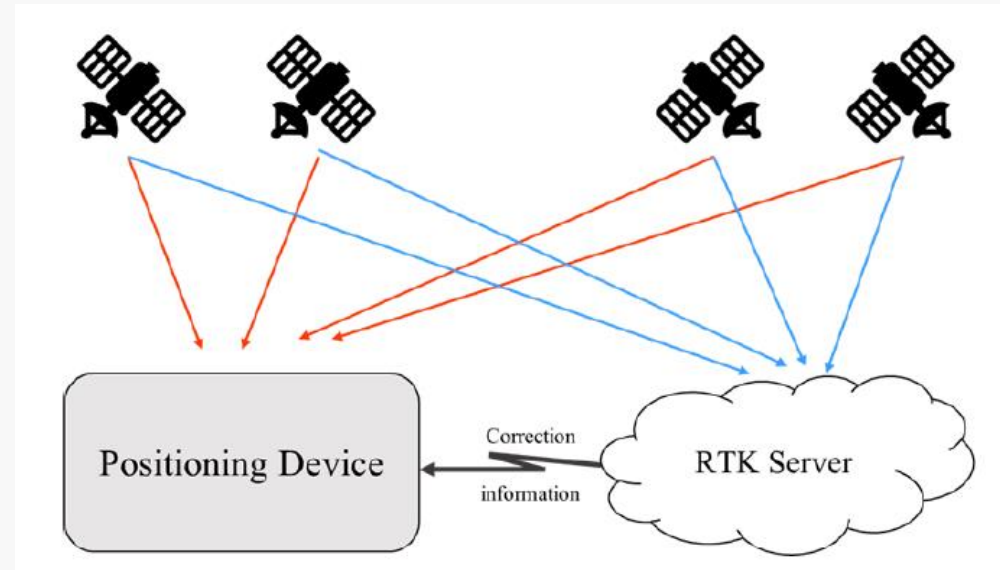 Correction
Positioning Device
RTK Server
information